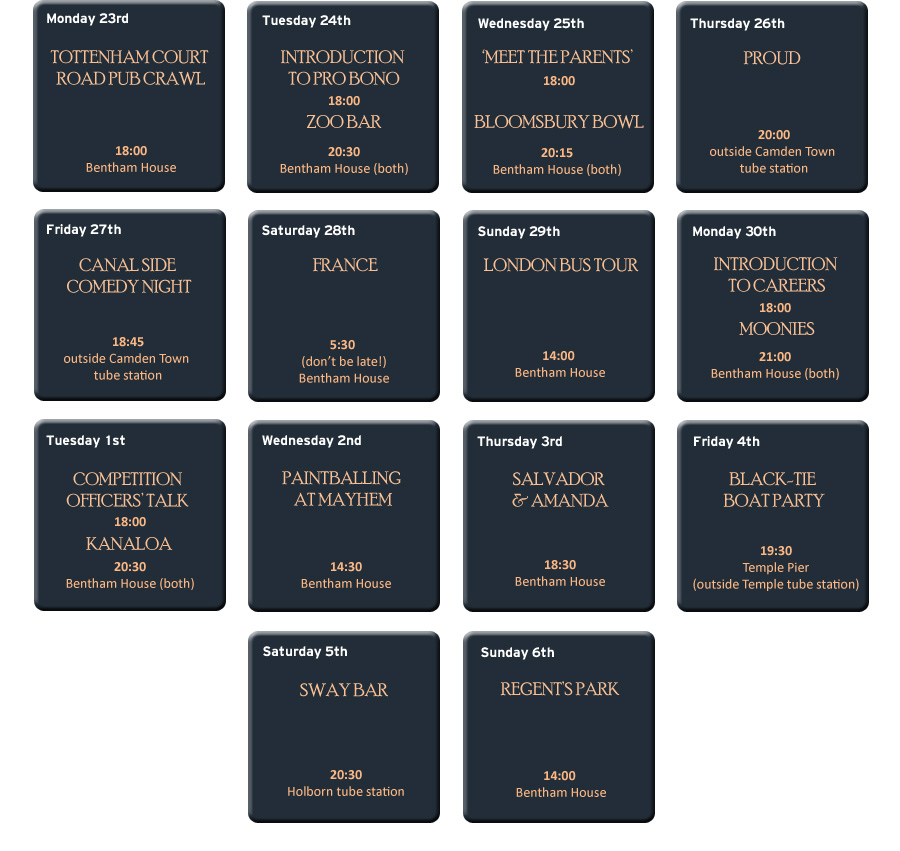 Monday 23rd
TOTTENHAM COURT
ROAD PUB CRAWL
18:00
Bentham House
Tuesday 24th
INTRODUCTION
TO PRO BONO
18:00
ZOO BAR
20:30
Bentham House (both)
Wednesday 25th
‘MEET THE PARENTS’
18:00
BLOOMSBURY BOWL
20:15
Bentham House (both)
Thursday 26th
PROUD
20:00
outside Camden Town
tube station
Friday 27th
CANAL SIDE
COMEDY NIGHT
18:45
outside Camden Town
tube station
Saturday 28th
FRANCE
5:30
(don’t be late!)
Bentham House
Sunday 29th
LONDON BUS TOUR
14:00
Bentham House
Monday 30th
INTRODUCTION
TO CAREERS
18:00
MOONIES
21:00
Bentham House (both)
Tuesday 1st
COMPETITION
OFFICERS’ TALK
18:00
KANALOA
20:30
Bentham House (both)
Wednesday 2nd
PAINTBALLING
AT MAYHEM
14:30
Bentham House
Thursday 3rd
SALVADOR
& AMANDA
18:30
Bentham House
Friday 4th
BLACK-TIE
BOAT PARTY
19:30
Temple Pier
(outside Temple tube station)
Saturday 5th
SWAY BAR
20:30
Holborn tube station
Sunday 6th
REGENT'S PARK
14:00
Bentham House